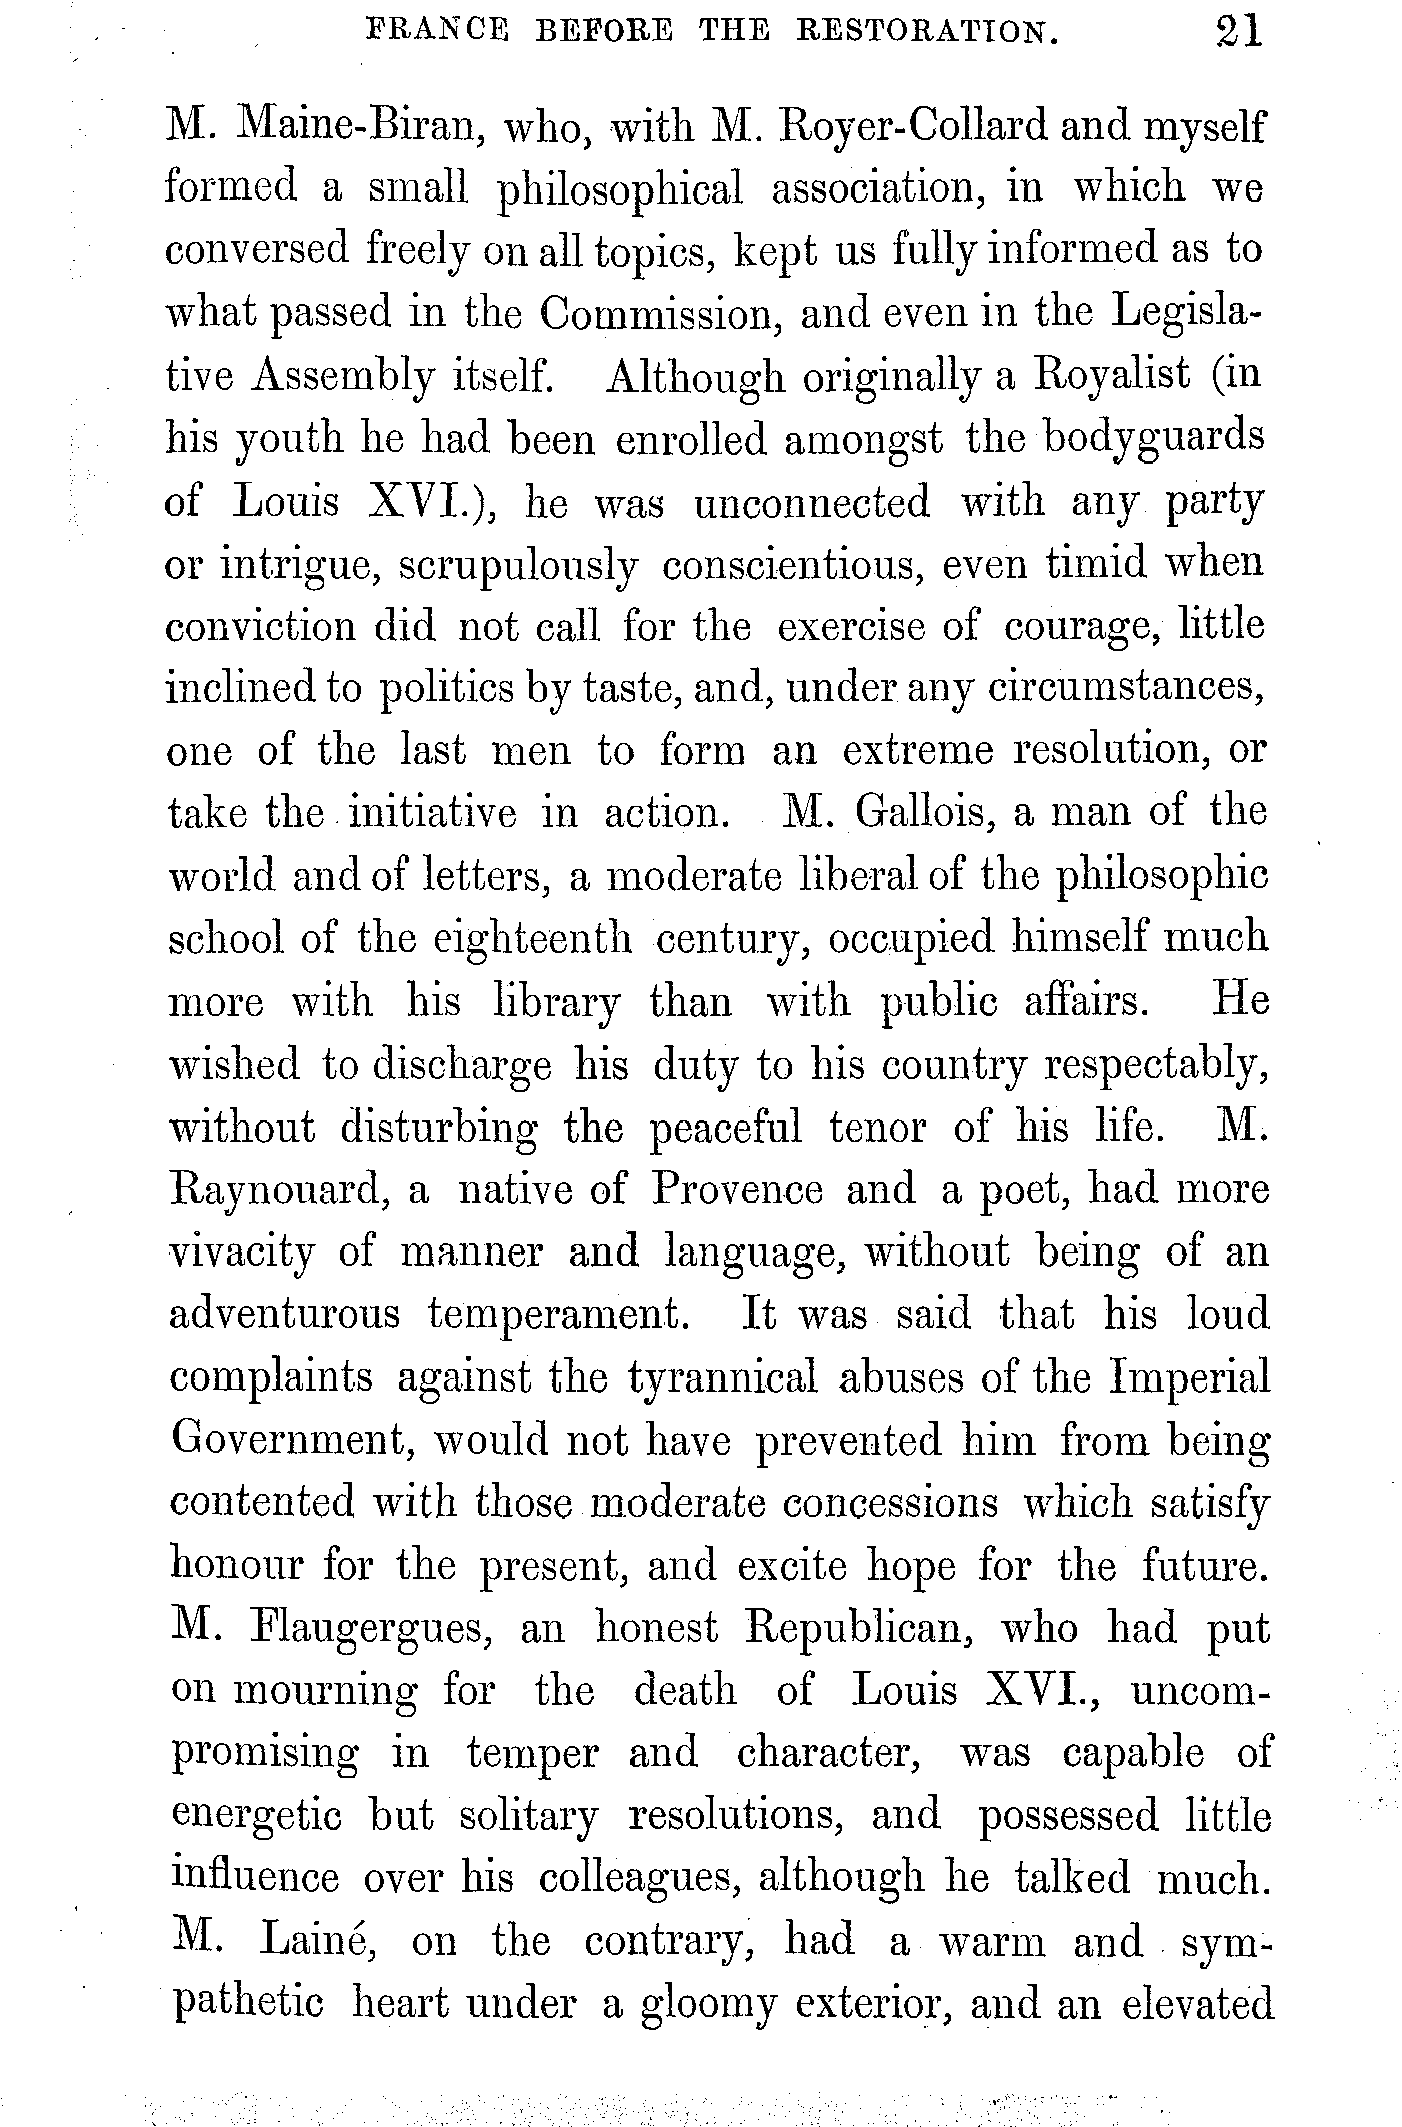 FRANCE BEFORE THE RESTORATION. 21
M. Maine-Biran, who, with M. Royer-Collard and myself
formed a small philosophical association, in which we
conversed freely on all topics, kept us fully informed as to
what passed in the Commission, and even in the Legisla-
tive Assembly itself. Although originally a Royalist (in
his youth he had been enrolled amongst the bodyguards
of Louis XVI.), he was unconnected with any party
or intrigue, scrupulously conscientious, even timid when
conviction did not call for the exercise of courage, little
inclined to politics by taste, and, under any circumstances,
one of the last men to form an extreme resolution, or
take the initiative in action. M. Gallois, a man of the
world and of letters, a moderate liberal of the philosophic
school of the eighteenth century, occupied himself much
more with his library than with public affairs. He
wished to discharge his duty to his country respectably,
without disturbing the peaceful tenor of his life. M.
Raynouard, a native of Provence and a poet, had more
vivacity of manner and language, without being of an
adventurous temperament. It was said that his loud
complaints against the tyrannical abuses of the Imperial
Government, would not have prevented him from being
contented with those moderate concessions which satisfy
honour for the present, and excite hope for the future.
M. Flaugergues, an honest Republican, who had put
on mourning for the death of Louis XVI., uncom-
promising in temper and character, was capable of
energetic but solitary resolutions, and possessed little
influence over his colleagues, although he talked much.
M. Lainé, on the contrary, had a warm and sym-
pathetic heart under a gloomy exterior, and an elevated